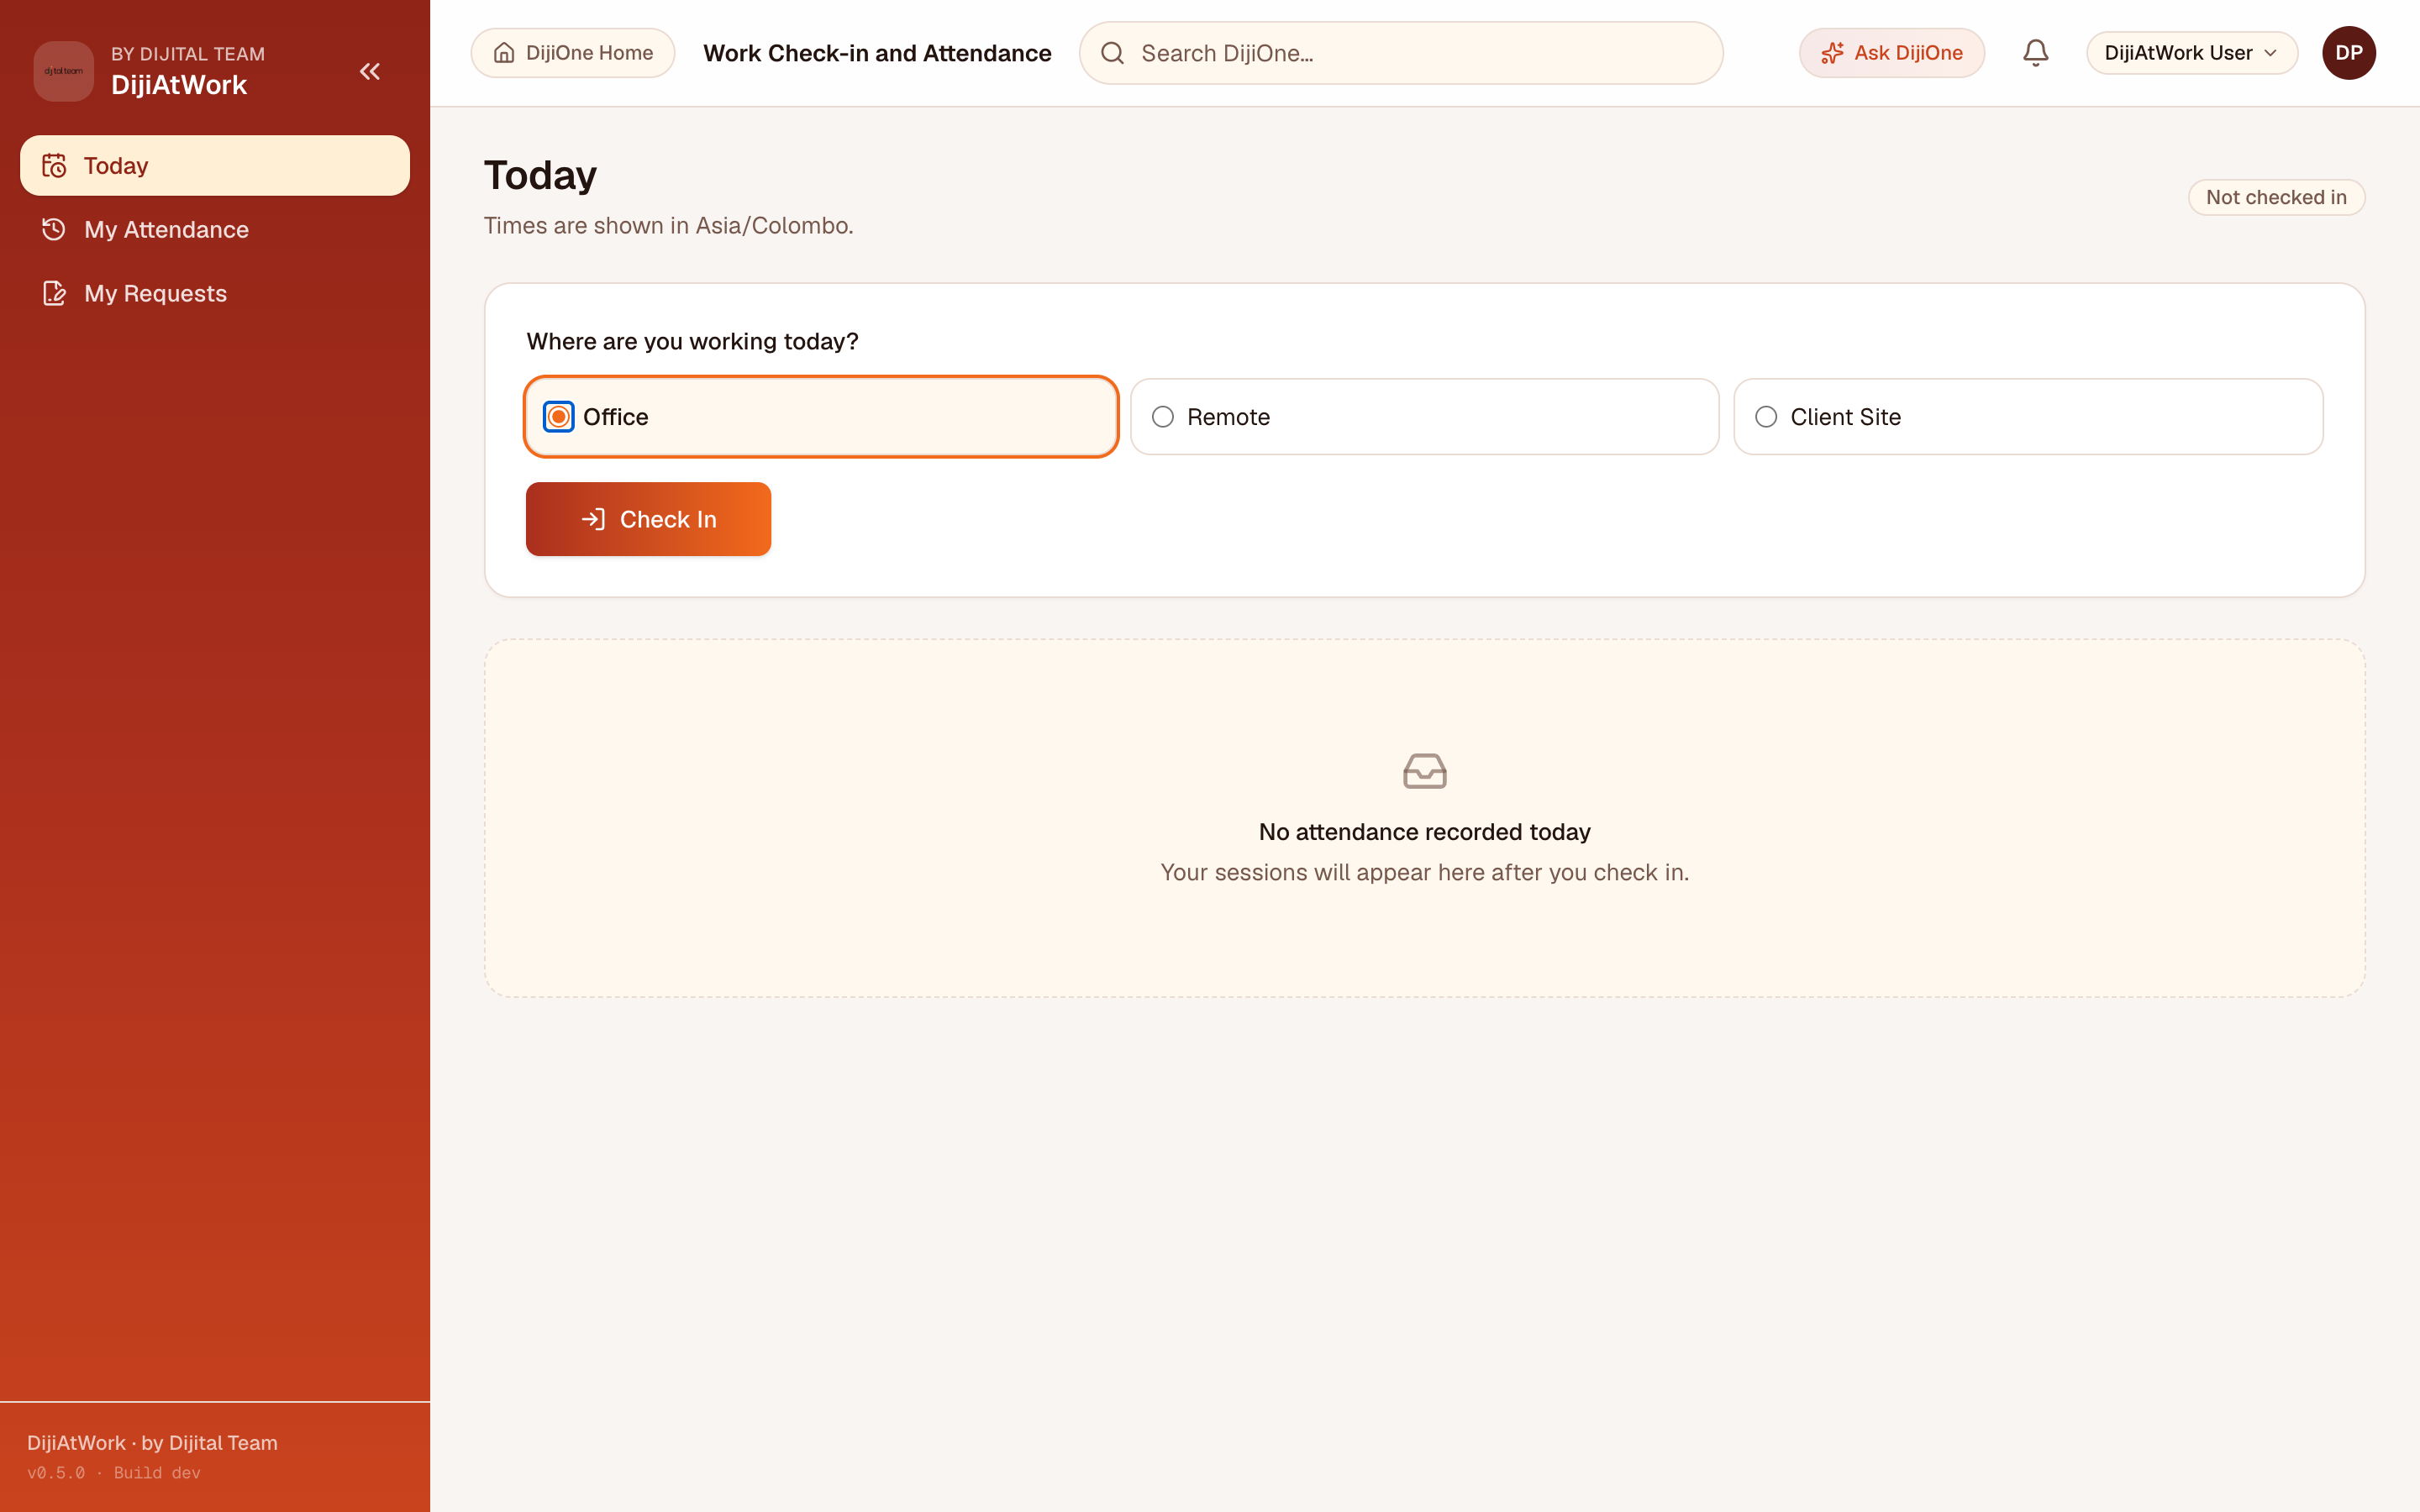 dijital team
BY DIJITAL TEAM
DijiAtWork
Today
My Attendance
My Requests
DijiAtWork · by Dijital Team
v0.5.0 · Build dev
DijiOne Home
Work Check-in and Attendance
Search DijiOne...
Ask DijiOne
DijiAtWork User
DP
Today
Times are shown in Asia/Colombo.
Not checked in
Where are you working today?
Office
Remote
Client Site
Check In
No attendance recorded today
Your sessions will appear here after you check in.